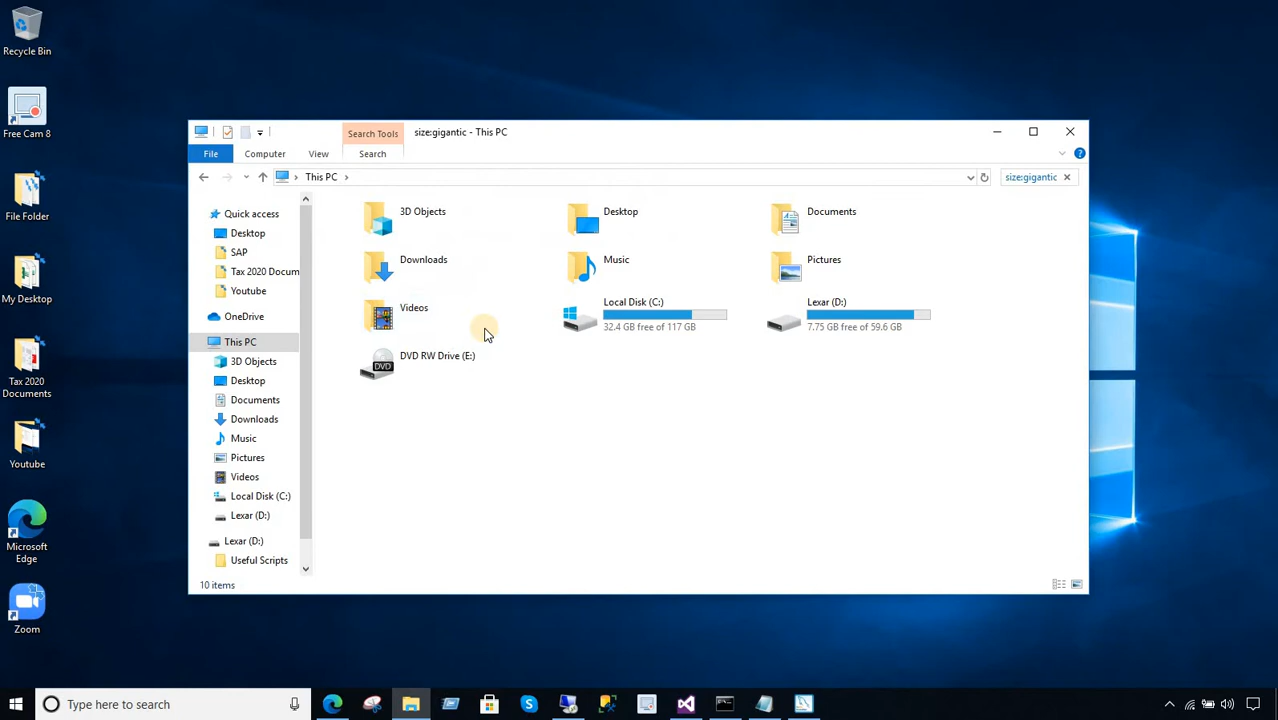 Recycle Bin
Free Cam 8
File Folder
My Desktop
Tax 2020
Documents
Youtube
Microsoft
Edge
Zoom
Search Tools
size:gigantic - This PC
File
Computer
View
Search
This PC
size:gigantic
Quick access
Desktop
SAP
Tax 2020 Docum
Youtube
OneDrive
This PC
3D Objects
Desktop
Documents
Downloads
Music
Pictures
Videos
Local Disk (C:)
Lexar (D:)
Lexar (D:)
Useful Scripts
3D Objects
Desktop
Documents
Downloads
Music
Pictures
Videos
Local Disk (C:)
32.4 GB free of 117 GB
Lexar (D:)
7.75 GB free of 59.6 GB
DVD
DVD RW Drive (E:)
10 items
Type here to search